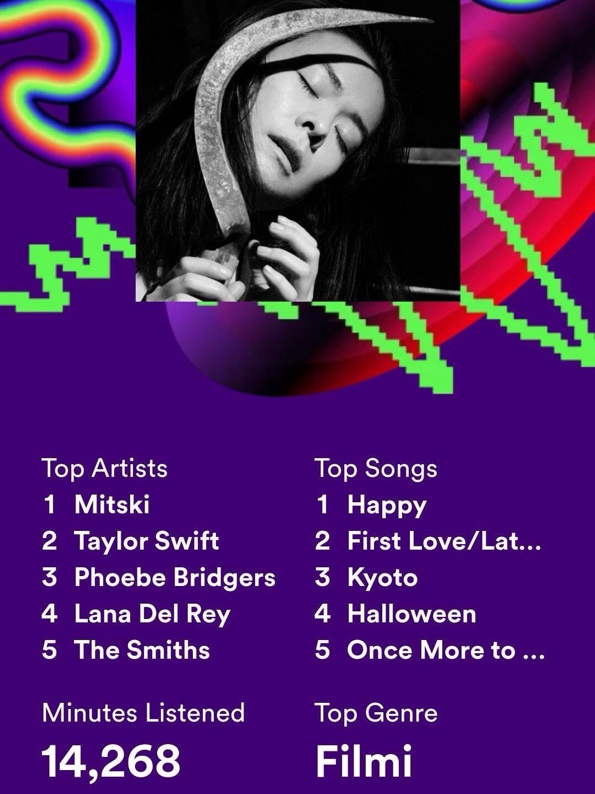 Top Artists
1 Mitski
2 Taylor Swift
3 Phoebe Bridgers
4 Lana Del Rey
5 The Smiths
Top Songs
1 Happy
2 First Love/Lat...
3 Kyoto
4 Halloween
5 Once More to ...
Minutes Listened
14,268
Top Genre
Filmi